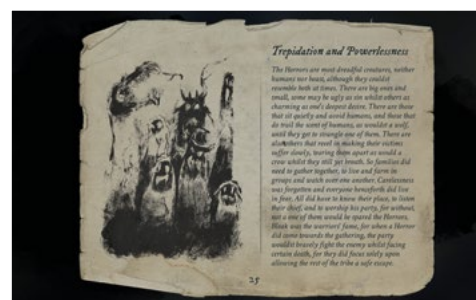 Trepidation and Powerlessness
The Horrors are most dreadful creatures, neither
humans nor beast, although they couldst
resemble both at times. There are big ones and
small, some may be ugly as sin whilst others as
charming as one's deepest desire. There are those
that sit quietly and avoid humans, and those that
do trail the scent of humans, as wouldst a wolf,
until they get to strangle one of them. There are
also others that revel in making their victims
suffer slowly, tearing them apart as would a
crow whilst they still yet breath. So families did
need to gather together, to live and farm in
groups and watch over one another. Carelessness
was forgotten and everyone henceforth did live
in fear. All did have to know their place, to listen
their chief, and to worship his party, for without,
not a one of them would be spared the Horrors.
was the warriors' fame, for when a Horror
did come towards the gathering, the party
wouldst bravely fight the enemy whilst facing
certain death, for they did focus solely upon
allowing the rest of the tribe a safe escape.
25